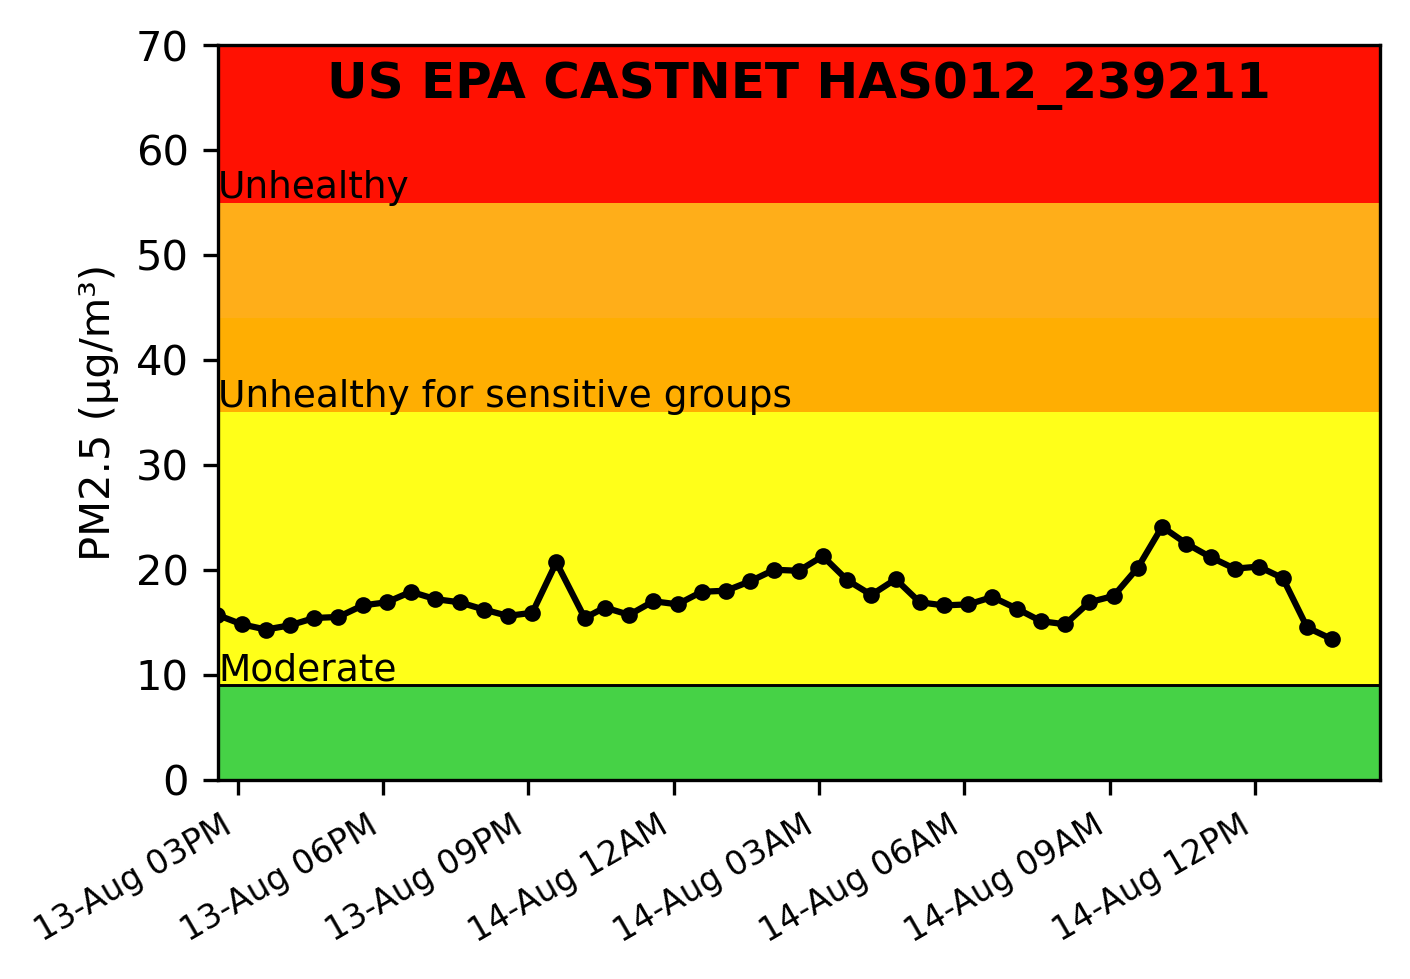 US EPA CASTNET HAS012_239211
70
60
Unhealthy
50
40
Unhealthy for sensitive groups
30
20
10
Moderate
0
PM2.5 (µg/m³)
13-Aug 03PM
13-Aug 06PM
13-Aug 09PM
14-Aug 12AM
14-Aug 03AM
14-Aug 06AM
14-Aug 09AM
14-Aug 12PM